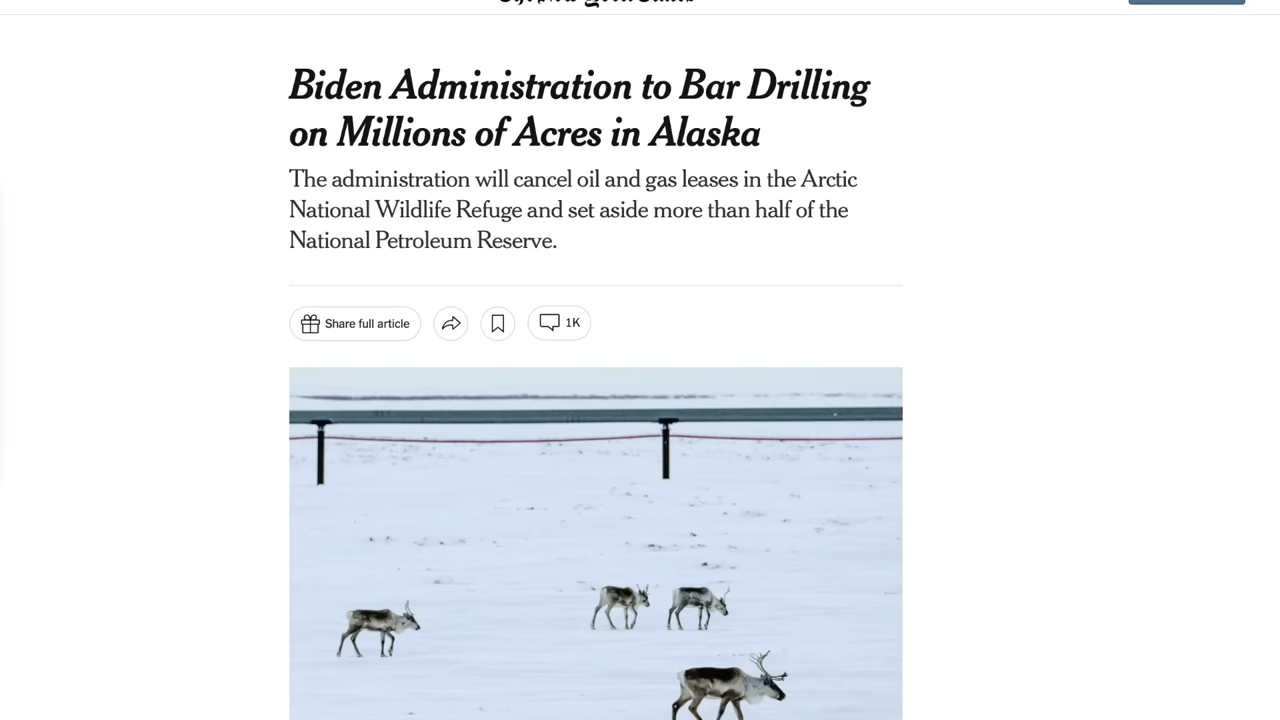 Biden Administration to Bar Drilling
on Millions of Acres in Alaska
The administration will cancel oil and gas leases in the Arctic
National Wildlife Refuge and set aside more than half of the
National Petroleum Reserve.
Share full article
1K